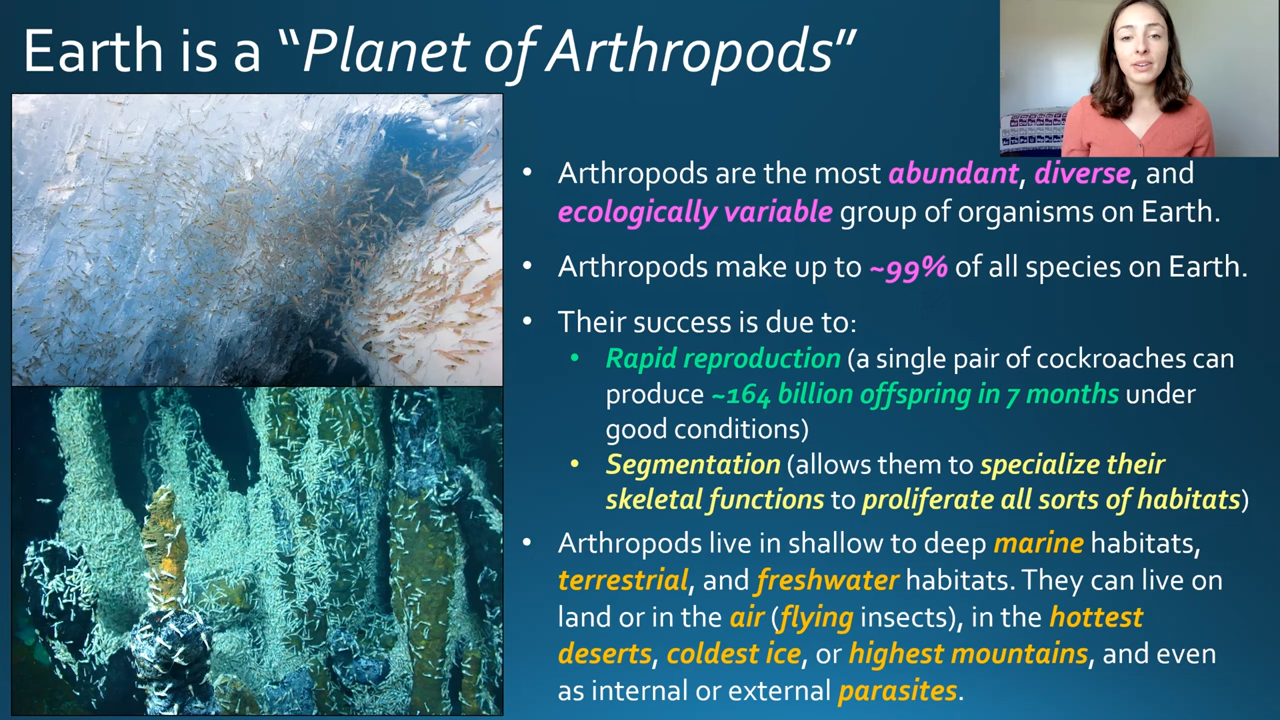 Earth is a “Planet of Arthropods”
• Arthropods are the most abundant, diverse, and
ecologically variable group of organisms on Earth.
• Arthropods make up to ~99% of all species on Earth.
• Their success is due to:
• Rapid reproduction (a single pair of cockroaches can
produce ~164 billion offspring in 7 months under
good conditions)
• Segmentation (allows them to specialize their
skeletal functions to proliferate all sorts of habitats)
• Arthropods live in shallow to deep marine habitats,
terrestrial, and freshwater habitats. They can live on
land or in the air (flying insects), in the hottest
deserts, coldest ice, or highest mountains, and even
as internal or external parasites.